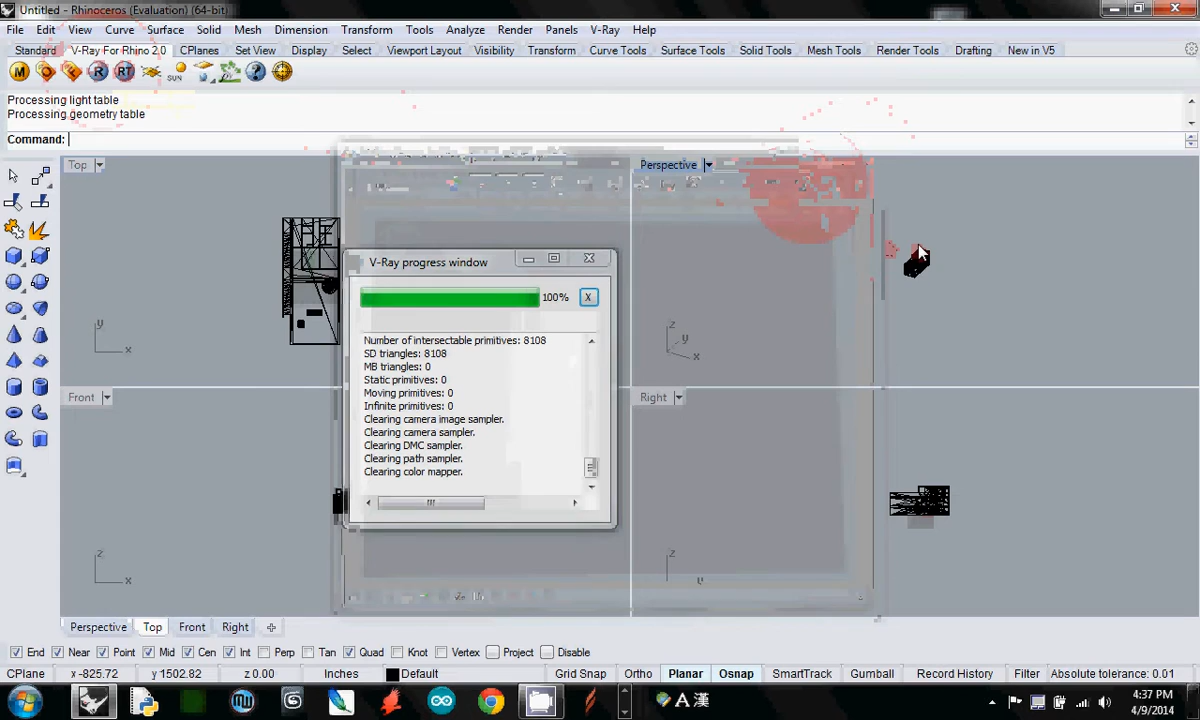 Untitled - Rhinoceros (Evaluation) (64-bit)
File Edit View Curve Surface Solid Mesh Dimension Transform Tools Analyze Render Panels V-Ray Help
Standard V-Ray For Rhino 2.0 CPlanes Set View Display Select Viewport Layout Visibility Transform Curve Tools Surface Tools Solid Tools Mesh Tools Render Tools Drafting New in V5
M O R RT SUN ?
Processing light table
Processing geometry table
Command:
Top Perspective
V-Ray progress window
100% X
Number of intersectable primitives: 8108
SD triangles: 8108
MB triangles: 0
Static primitives: 0
Moving primitives: 0
Infinite primitives: 0
Clearing camera image sampler.
Clearing camera sampler.
Clearing DMC sampler.
Clearing path sampler.
Clearing color mapper.
y x
z y x
Front Right
z x
z y
Perspective Top Front Right
End Near Point Mid Cen Int Perp Tan Quad Knot Vertex Project Disable
CPlane x -825.72 y 1502.82 z 0.00 Inches Default Grid Snap Ortho Planar Osnap SmartTrack Gumball Record History Filter Absolute tolerance: 0.01
A 漢
4:37 PM
4/9/2014